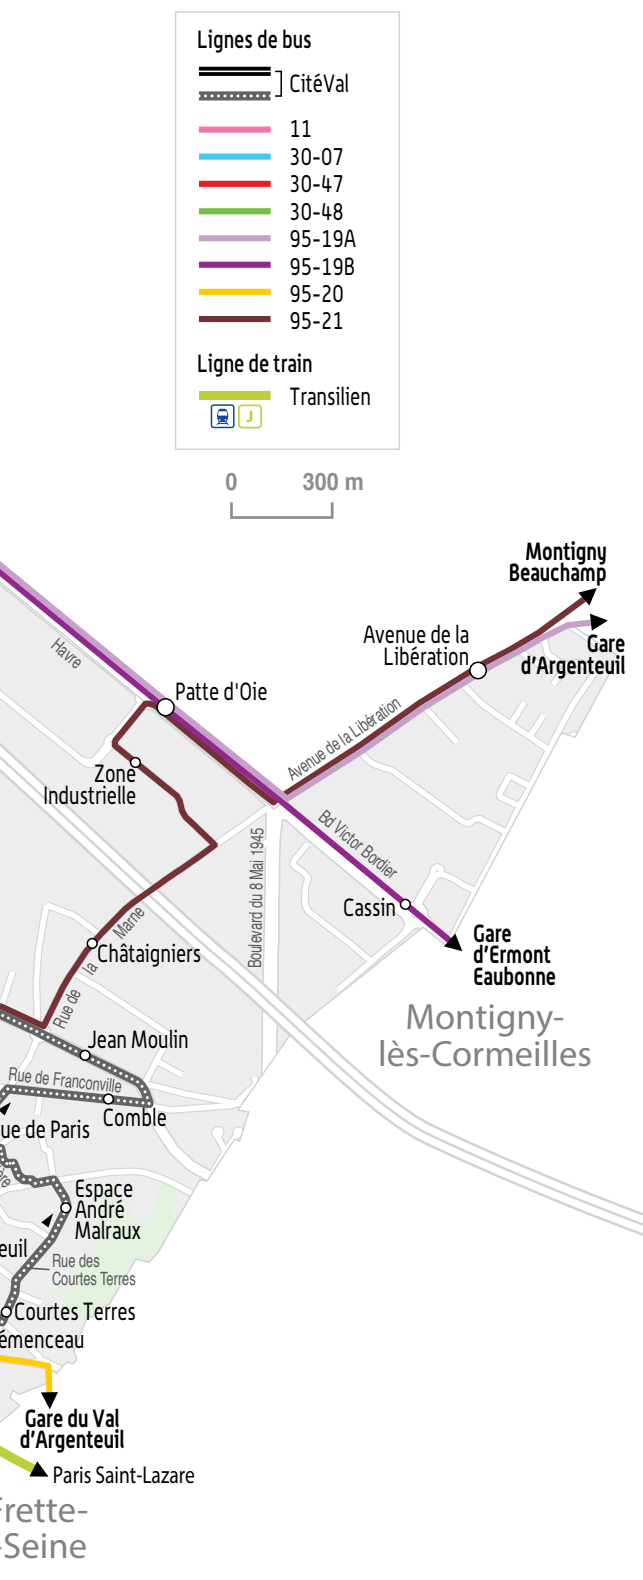 Lignes de bus
CitéVal
11
30-07
30-47
30-48
95-19A
95-19B
95-20
95-21
Ligne de train
Transilien
J
0 300 m
Montigny
Beauchamp
Avenue de la
Libération
Gare
d'Argenteuil
Havre
Patte d'Oie
Avenue de la Libération
Zone
Industrielle
Bd Victor Bordier
Boulevard du 8 Mai 1945
Cassin
Rue de la Marne
Châtaigniers
Gare
d'Ermont
Eaubonne
Montigny-
lès-Cormeilles
Jean Moulin
Rue de Franconville
Comble
ue de Paris
Espace
André
Malraux
euil
Rue des
Courtes Terres
Courtes Terres
émenceau
Gare du Val
d'Argenteuil
Paris Saint-Lazare
Frette-
-Seine